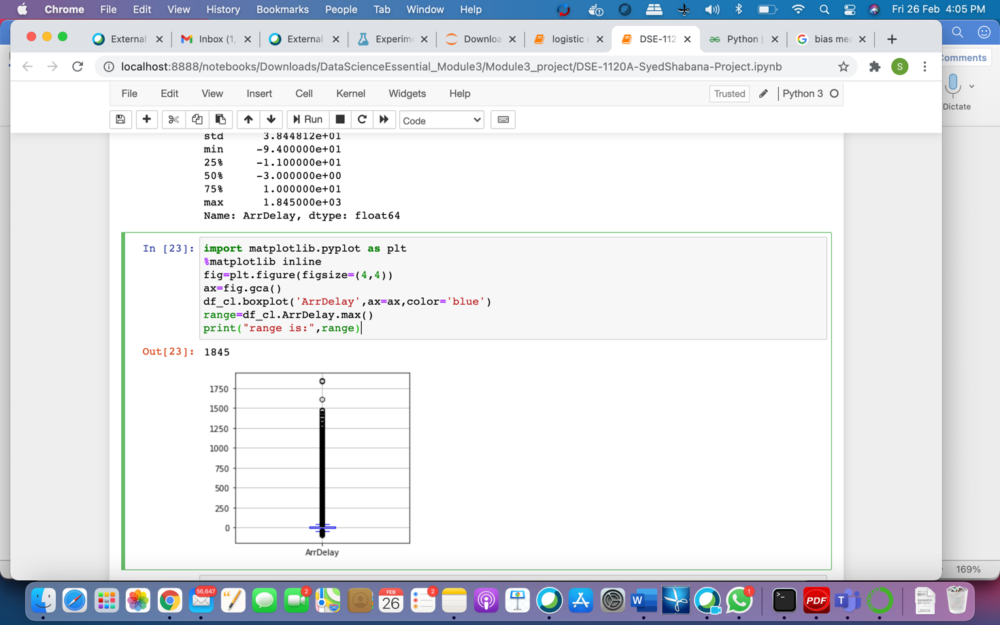 Chrome File Edit View History Bookmarks People Tab Window Help Fri 26 Feb 4:05 PM
External Inbox (1, External Experim Downloa logistic DSE-112 Python bias mea
localhost:8888/notebooks/Downloads/DataScienceEssential_Module3/Module3_project/DSE-1120A-SyedShabana-Project.ipynb S
omments
File Edit View Insert Cell Kernel Widgets Help Trusted Python 3
Dictate
Run Code
std 3.844812e+01
min -9.400000e+01
25% -1.100000e+01
50% -3.000000e+00
75% 1.000000e+01
max 1.845000e+03
Name: ArrDelay, dtype: float64
In [23]: import matplotlib.pyplot as plt
%matplotlib inline
fig=plt.figure(figsize=(4,4))
ax=fig.gca()
df_cl.boxplot('ArrDelay',ax=ax,color='blue')
range=df_cl.ArrDelay.max()
print("range is:",range)
Out[23]: 1845
1750
1500
1250
1000
750
500
250
0
ArrDelay
169%
56,647 2 FEB 26 2 W 1 >_ PDF T .DOCX